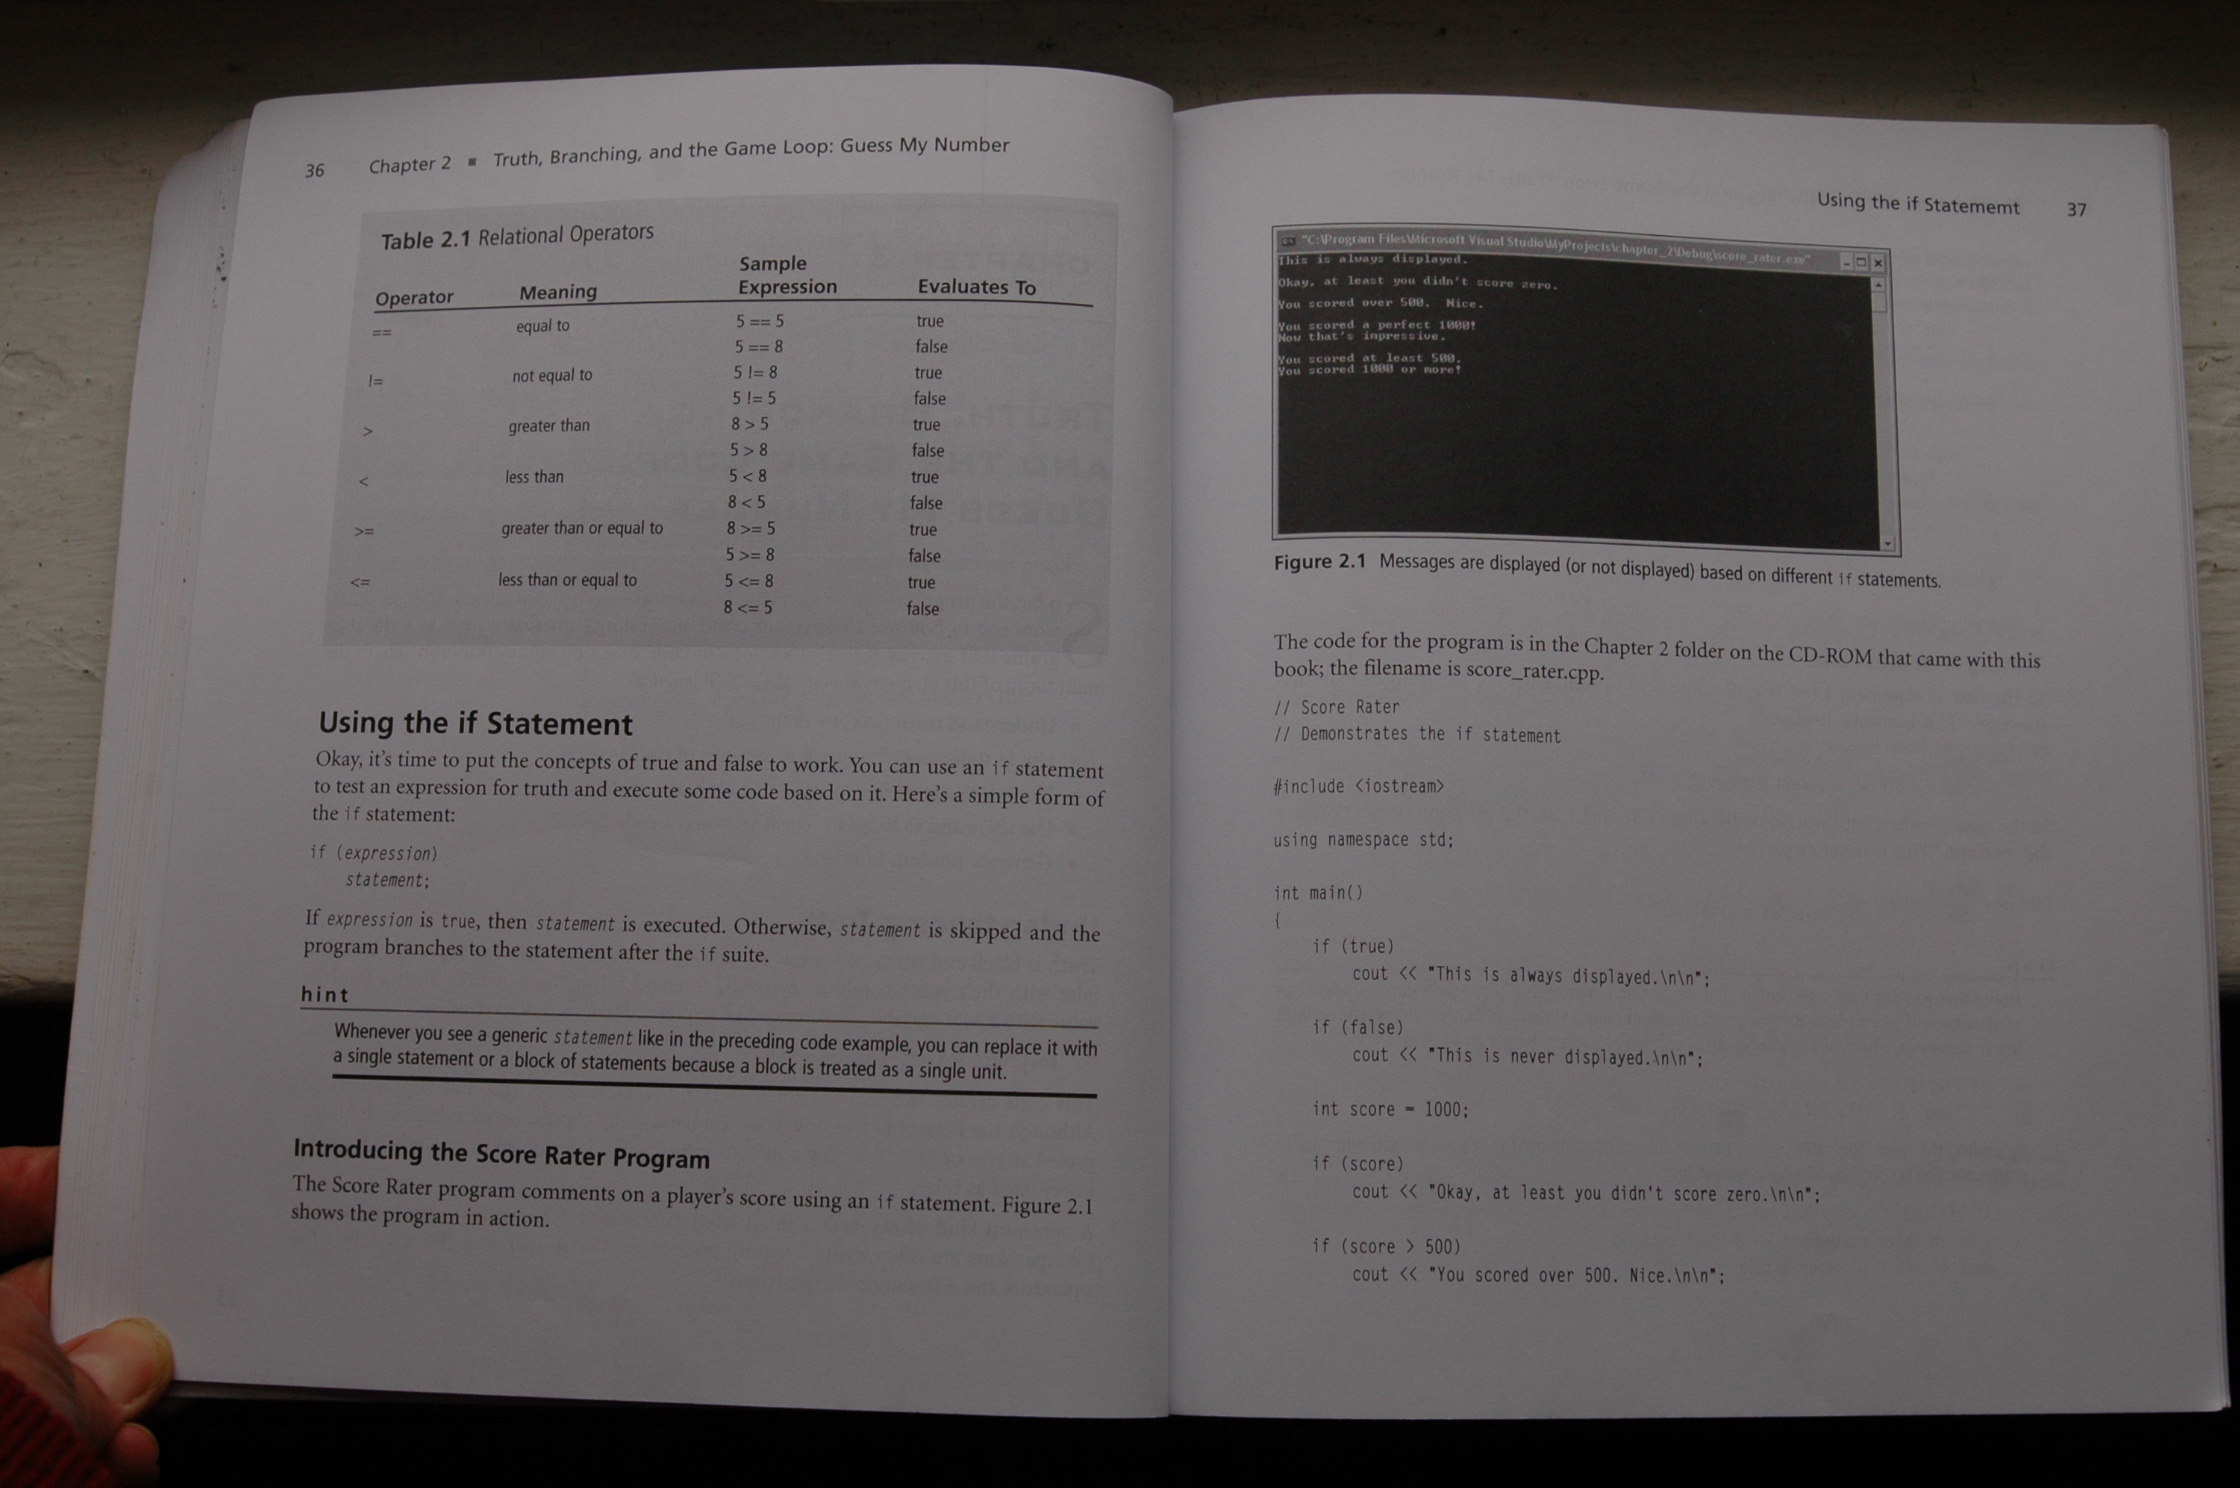 36 Chapter 2 ■ Truth, Branching, and the Game Loop: Guess My Number
Table 2.1 Relational Operators
Operator Meaning Sample Expression Evaluates To
== equal to 5 == 5 true
5 == 8 false
!= not equal to 5 != 8 true
5 != 5 false
> greater than 8 > 5 true
5 > 8 false
< less than 5 < 8 true
8 < 5 false
>= greater than or equal to 8 >= 5 true
5 >= 8 false
<= less than or equal to 5 <= 8 true
8 <= 5 false
Using the if Statement
Okay, it's time to put the concepts of true and false to work. You can use an if statement
to test an expression for truth and execute some code based on it. Here's a simple form of
the if statement:
if (expression)
statement;
If expression is true, then statement is executed. Otherwise, statement is skipped and the
program branches to the statement after the if suite.
hint
Whenever you see a generic statement like in the preceding code example, you can replace it with
a single statement or a block of statements because a block is treated as a single unit.
Introducing the Score Rater Program
The Score Rater program comments on a player's score using an if statement. Figure 2.1
shows the program in action.
Using the if Statememt 37
"C:\Program Files\Microsoft Visual Studio\MyProjects\chapter_2\Debug\score_rater.exe"
This is always displayed.
Okay, at least you didn't score zero.
You scored over 500. Nice.
You scored a perfect 1000!
Now that's impressive.
You scored at least 500.
You scored 1000 or more!
Figure 2.1 Messages are displayed (or not displayed) based on different if statements.
The code for the program is in the Chapter 2 folder on the CD-ROM that came with this
book; the filename is score_rater.cpp.
// Score Rater
// Demonstrates the if statement
#include <iostream>
using namespace std;
int main()
{
if (true)
cout << "This is always displayed.\n\n";
if (false)
cout << "This is never displayed.\n\n";
int score = 1000;
if (score)
cout << "Okay, at least you didn't score zero.\n\n";
if (score > 500)
cout << "You scored over 500. Nice.\n\n";